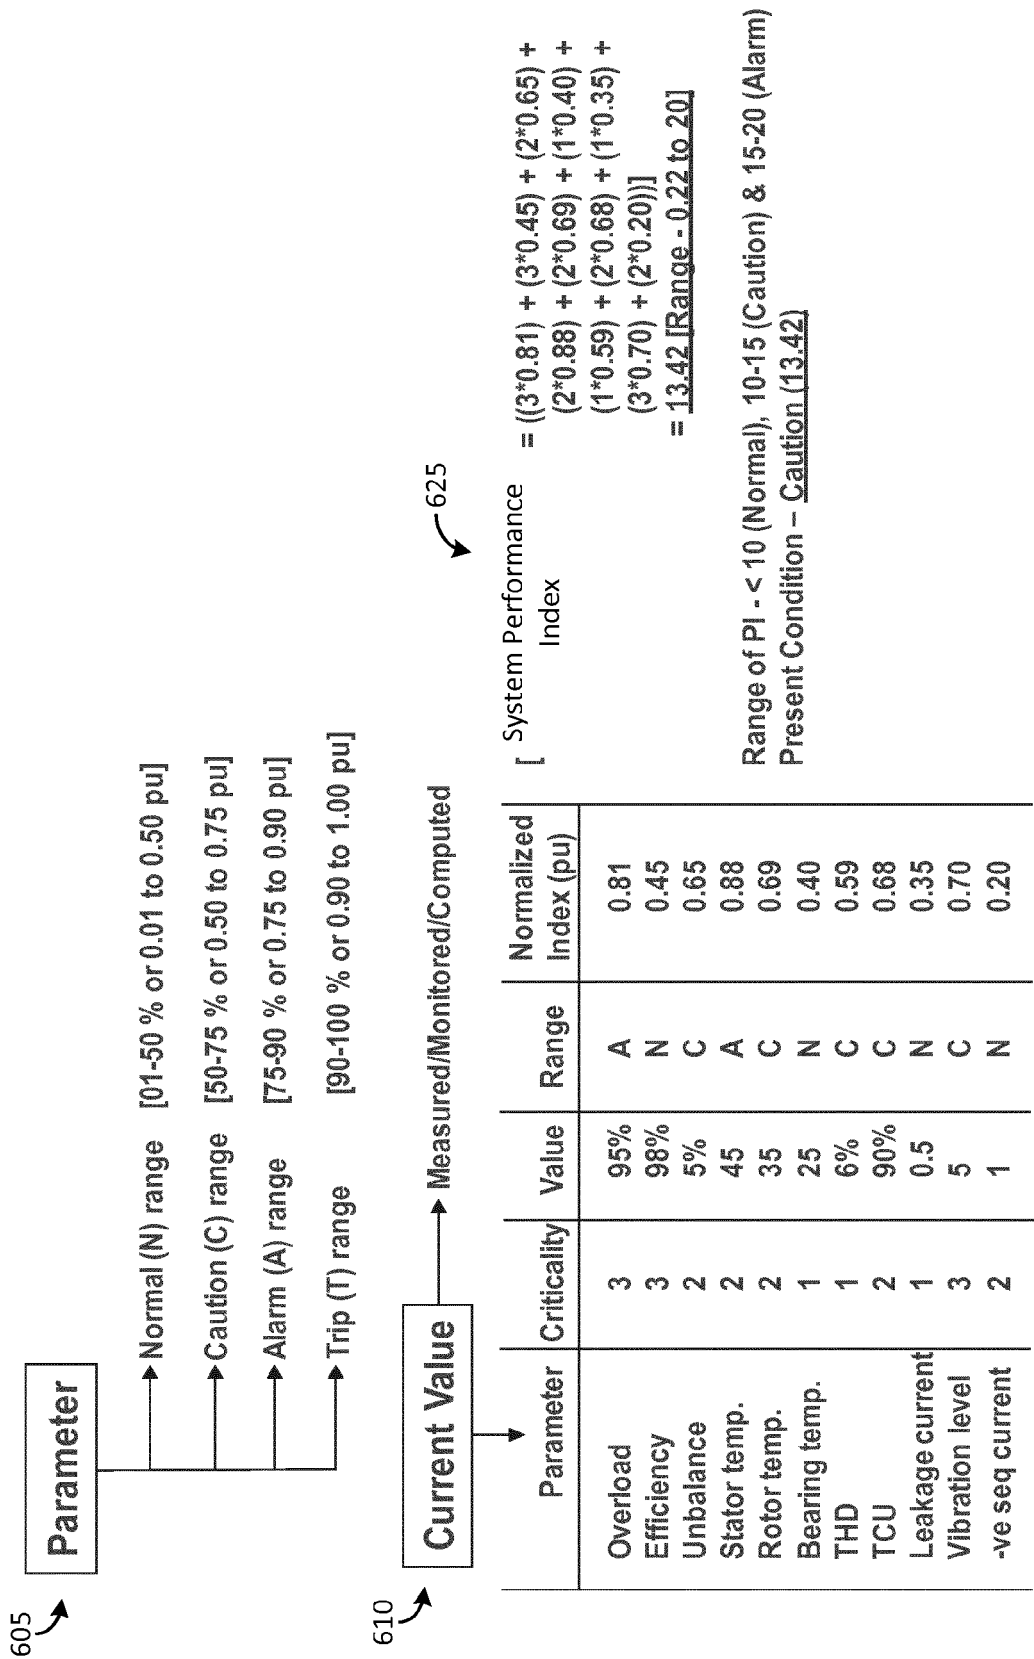 605
Parameter
Normal (N) range [01-50 % or 0.01 to 0.50 pu]
Caution (C) range [50-75 % or 0.50 to 0.75 pu]
Alarm (A) range [75-90 % or 0.75 to 0.90 pu]
Trip (T) range [90-100 % or 0.90 to 1.00 pu]
610
Current Value
Measured/Monitored/Computed
Parameter Criticality Value Range Normalized Index (pu)
Overload 3 95% A 0.81
Efficiency 3 98% N 0.45
Unbalance 2 5% C 0.65
Stator temp. 2 45 A 0.88
Rotor temp. 2 35 C 0.69
Bearing temp. 1 25 N 0.40
THD 1 6% C 0.59
TCU 2 90% C 0.68
Leakage current 1 0.5 N 0.35
Vibration level 3 5 C 0.70
-ve seq current 2 1 N 0.20
625
[ System Performance
Index
= ((3*0.81) + (3*0.45) + (2*0.65) +
(2*0.88) + (2*0.69) + (1*0.40) +
(1*0.59) + (2*0.68) + (1*0.35) +
(3*0.70) + (2*0.20))]
= 13.42 [Range - 0.22 to 20]
Range of PI - < 10 (Normal), 10-15 (Caution) & 15-20 (Alarm)
Present Condition – Caution (13.42)